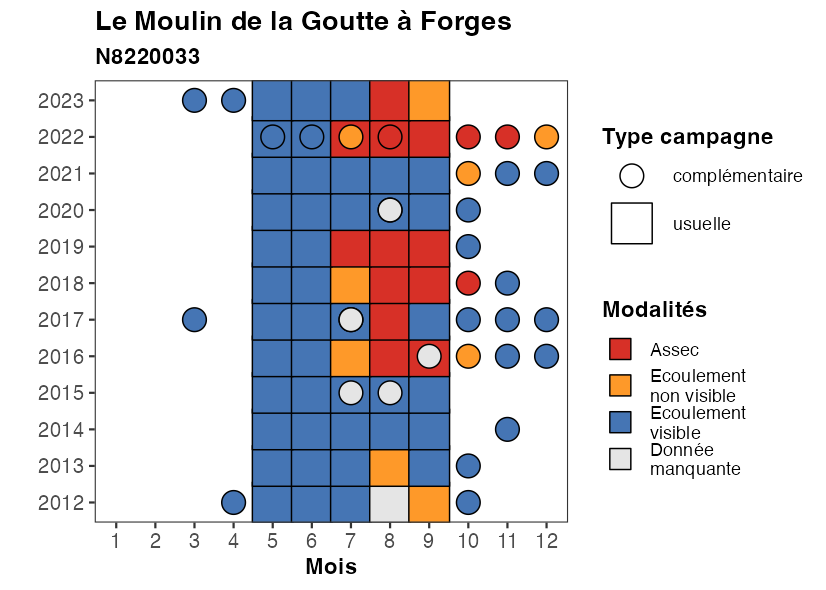 Le Moulin de la Goutte à Forges
N8220033
2023
2022
2021
2020
2019
2018
2017
2016
2015
2014
2013
2012
1 2 3 4 5 6 7 8 9 10 11 12
Mois
Type campagne
complémentaire
usuelle
Modalités
Assec
Ecoulement
non visible
Ecoulement
visible
Donnée
manquante